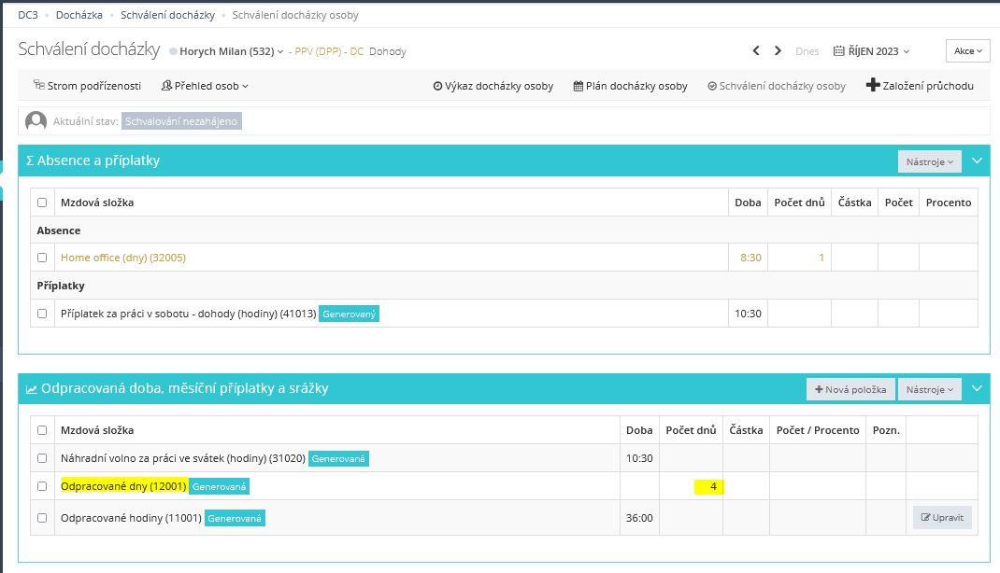 DC3 • Docházka • Schválení docházky • Schválení docházky osoby
Schválení docházky Horych Milan (532) - PPV (DPP) - DC Dohody Dnes ŘÍJEN 2023 Akce
Strom podřízenosti Přehled osob Výkaz docházky osoby Plán docházky osoby Schválení docházky osoby Založení průchodu
Aktuální stav: Schvalování nezahájeno
Σ Absence a příplatky Nástroje
Mzdová složka Doba Počet dnů Částka Počet Procento
Absence
Home office (dny) (32005) 8:30 1
Příplatky
Příplatek za práci v sobotu - dohody (hodiny) (41013) Generovaný 10:30
Odpracovaná doba, měsíční příplatky a srážky Nová položka Nástroje
Mzdová složka Doba Počet dnů Částka Počet / Procento Pozn.
Náhradní volno za práci ve svátek (hodiny) (31020) Generovaná 10:30
Odpracované dny (12001) Generovaná 4
Odpracované hodiny (11001) Generovaná 36:00 Upravit